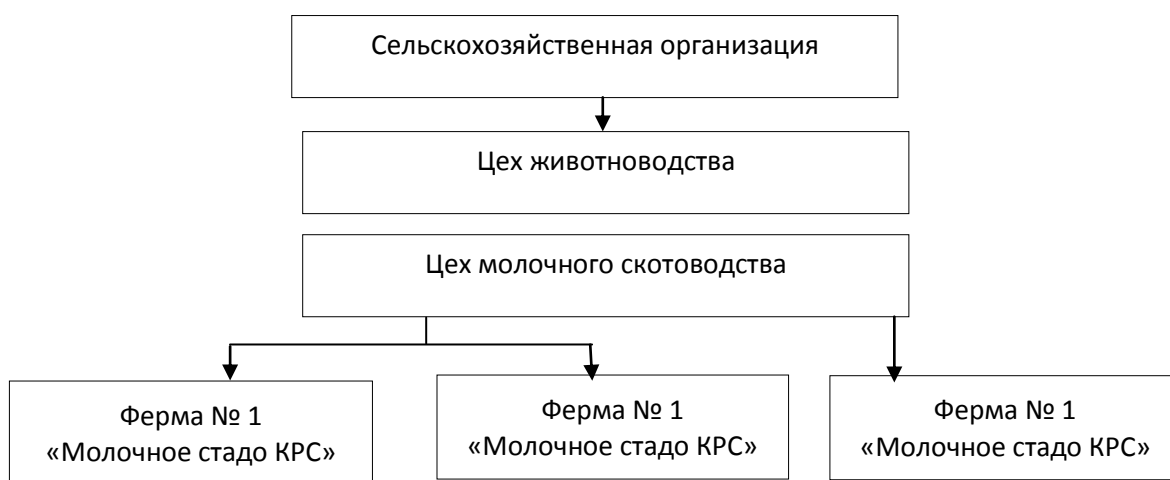 Сельскохозяйственная организация
Цех животноводства
Цех молочного скотоводства
Ферма № 1
«Молочное стадо КРС»
Ферма № 1
«Молочное стадо КРС»
Ферма № 1
«Молочное стадо КРС»